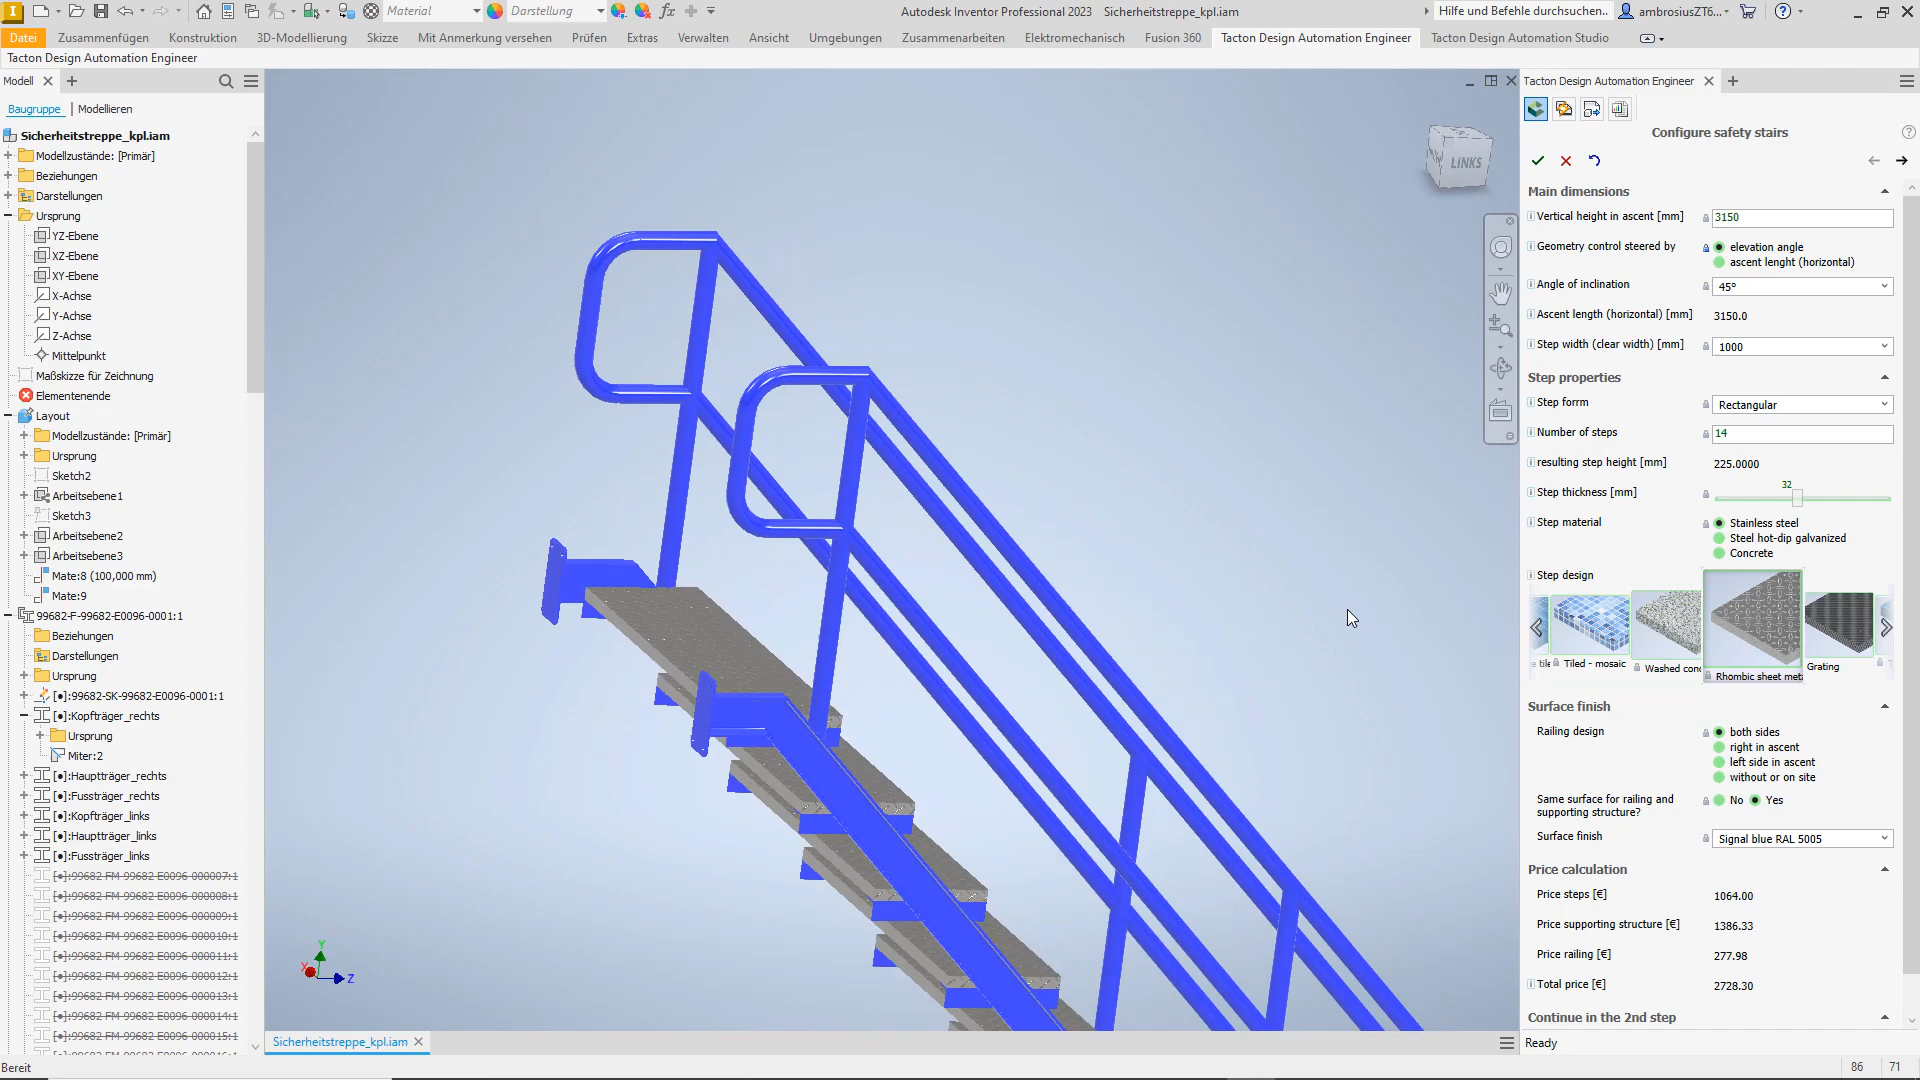 Material
Darstellung
Autodesk Inventor Professional 2023 Sicherheitstreppe_kpl.iam
Hilfe und Befehle durchsuchen...
ambrosiusZT6...
Datei Zusammenfügen Konstruktion 3D-Modellierung Skizze Mit Anmerkung versehen Prüfen Extras Verwalten Ansicht Umgebungen Zusammenarbeiten Elektromechanisch Fusion 360 Tacton Design Automation Engineer Tacton Design Automation Studio
Tacton Design Automation Engineer
Modell
Baugruppe | Modellieren
Sicherheitstreppe_kpl.iam
Modellzustände: [Primär]
Beziehungen
Darstellungen
Ursprung
YZ-Ebene
XZ-Ebene
XY-Ebene
X-Achse
Y-Achse
Z-Achse
Mittelpunkt
Maßskizze für Zeichnung
Elementenende
Layout
Modellzustände: [Primär]
Ursprung
Sketch2
Arbeitsebene1
Sketch3
Arbeitsebene2
Arbeitsebene3
Mate:8 (100,000 mm)
Mate:9
99682-F-99682-E0096-0001:1
Beziehungen
Darstellungen
Ursprung
[●]:99682-SK-99682-E0096-0001:1
[●]:Kopfträger_rechts
Ursprung
Miter:2
[●]:Hauptträger_rechts
[●]:Fussträger_rechts
[●]:Kopfträger_links
[●]:Hauptträger_links
[●]:Fussträger_links
[●]:99682-FM-99682-E0096-000007:1
[●]:99682-FM-99682-E0096-000008:1
[●]:99682-FM-99682-E0096-000009:1
[●]:99682-FM-99682-E0096-000010:1
[●]:99682-FM-99682-E0096-000011:1
[●]:99682-FM-99682-E0096-000012:1
[●]:99682-FM-99682-E0096-000013:1
[●]:99682-FM-99682-E0096-000014:1
[●]:99682-FM-99682-E0096-000015:1
LINKS
Y
X
Z
Sicherheitstreppe_kpl.iam
Bereit
Tacton Design Automation Engineer
Configure safety stairs
Main dimensions
Vertical height in ascent [mm] 3150
Geometry control steered by elevation angle
ascent lenght (horizontal)
Angle of inclination 45°
Ascent length (horizontal) [mm] 3150.0
Step width (clear width) [mm] 1000
Step properties
Step forrm Rectangular
Number of steps 14
resulting step height [mm] 225.0000
Step thickness [mm] 32
Step material Stainless steel
Steel hot-dip galvanized
Concrete
Step design
Tiled - mosaic
Washed conc
Rhombic sheet meta
Grating
Surface finish
Railing design both sides
right in ascent
left side in ascent
without or on site
Same surface for railing and supporting structure? No Yes
Surface finish Signal blue RAL 5005
Price calculation
Price steps [€] 1064.00
Price supporting structure [€] 1386.33
Price railing [€] 277.98
Total price [€] 2728.30
Continue in the 2nd step
Ready
86 71